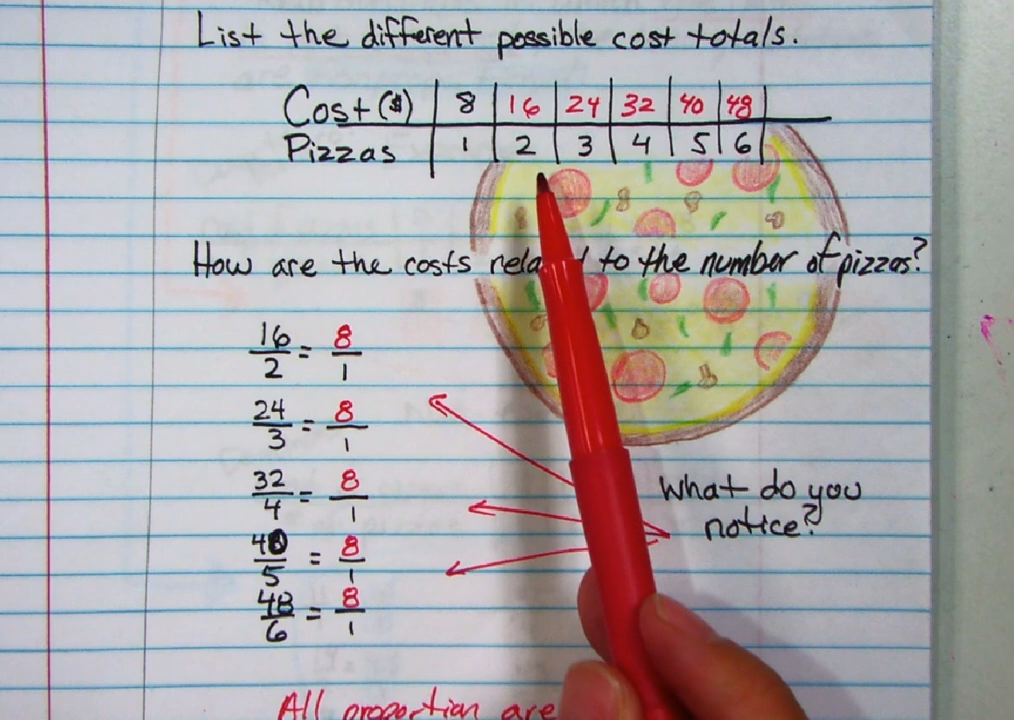 List the different possible cost totals.
Cost ($) 8 16 24 32 40 48
Pizzas 1 2 3 4 5 6
How are the costs to the number of pizzas?
16/2 = 8/1
24/3 = 8/1
32/4 = 8/1
40/5 = 8/1
48/6 = 8/1
What do you
notice?
All proportion are